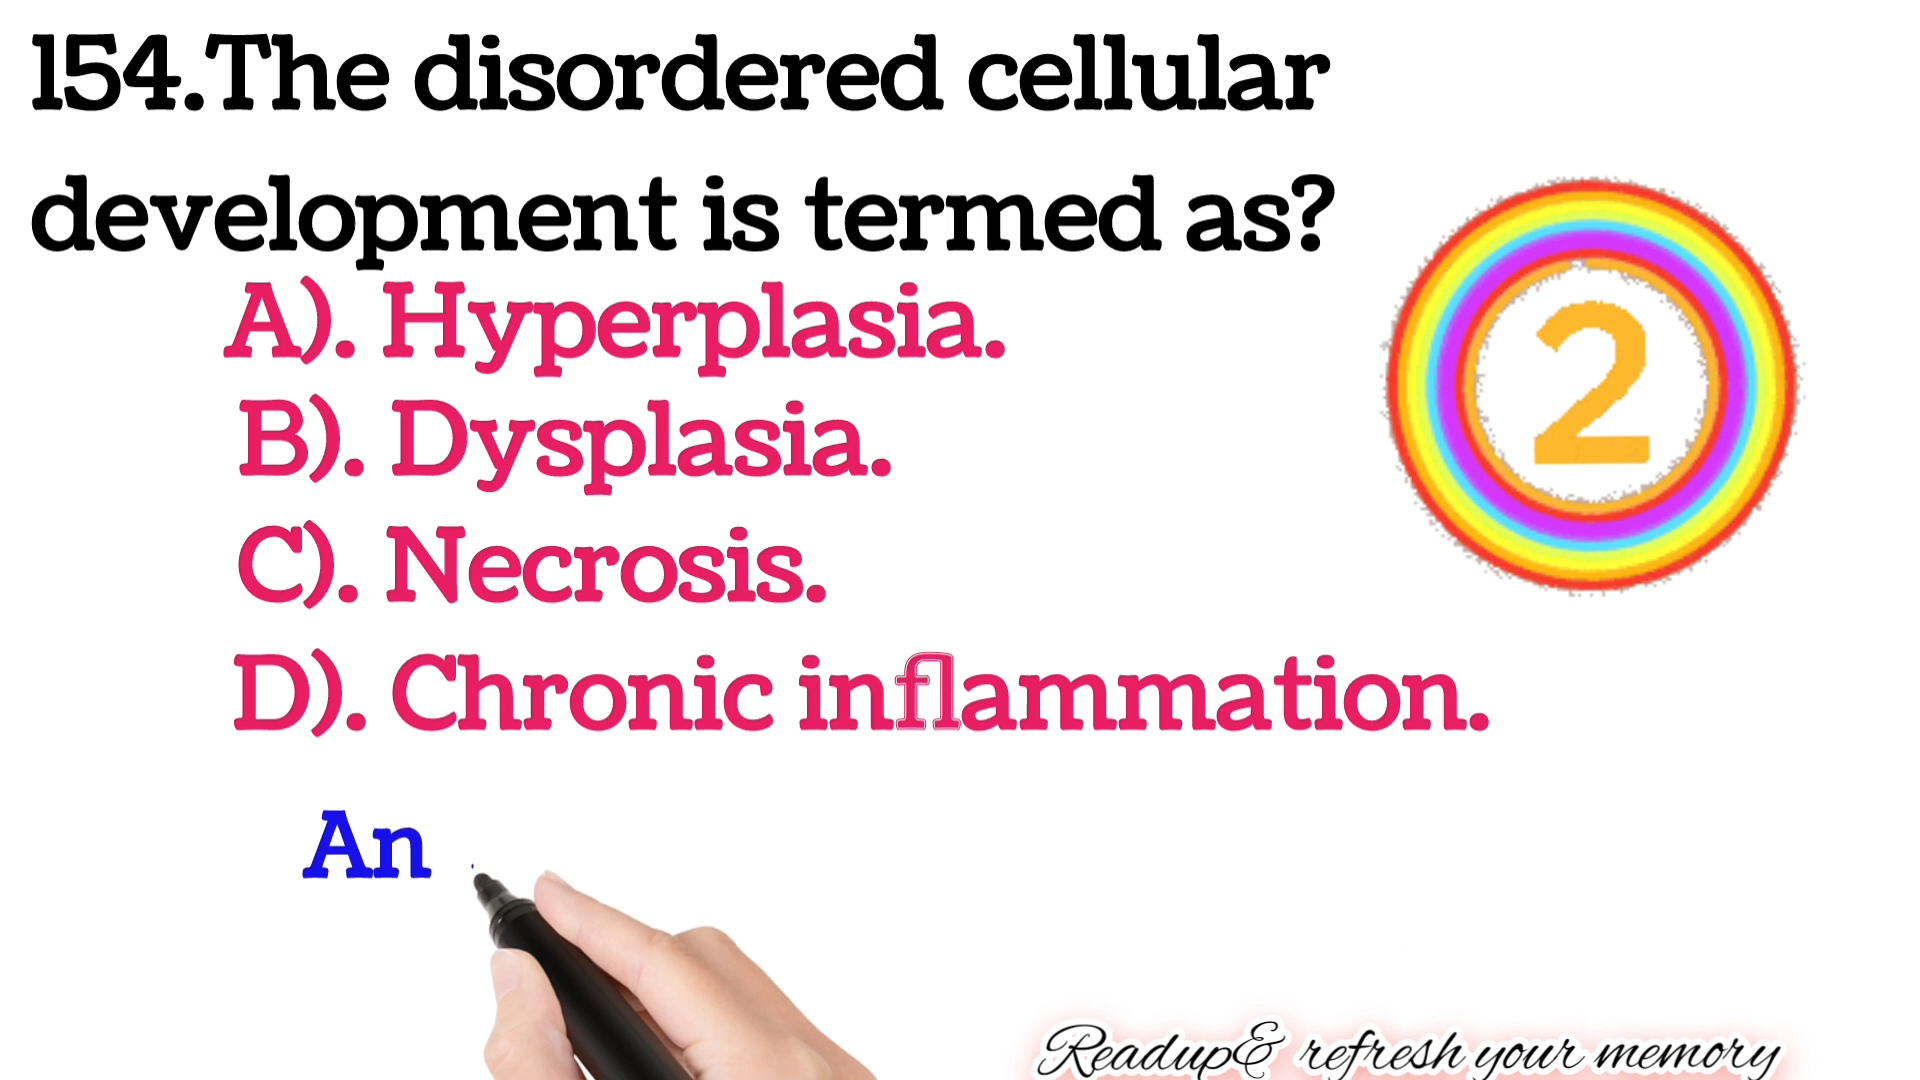 154.The disordered cellular
development is termed as?
A). Hyperplasia.
B). Dysplasia.
C). Necrosis.
D). Chronic inflammation.
2
An
Readup& refresh your memory